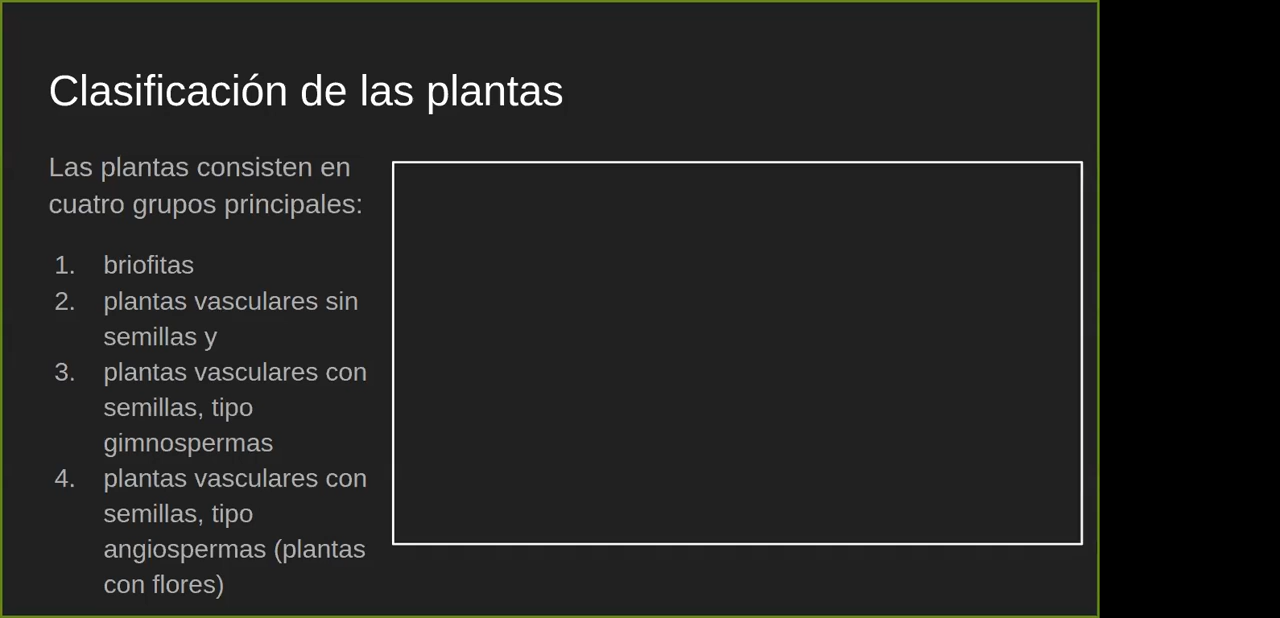 Clasificación de las plantas
Las plantas consisten en
cuatro grupos principales:
1. briofitas
2. plantas vasculares sin
semillas y
3. plantas vasculares con
semillas, tipo
gimnospermas
4. plantas vasculares con
semillas, tipo
angiospermas (plantas
con flores)